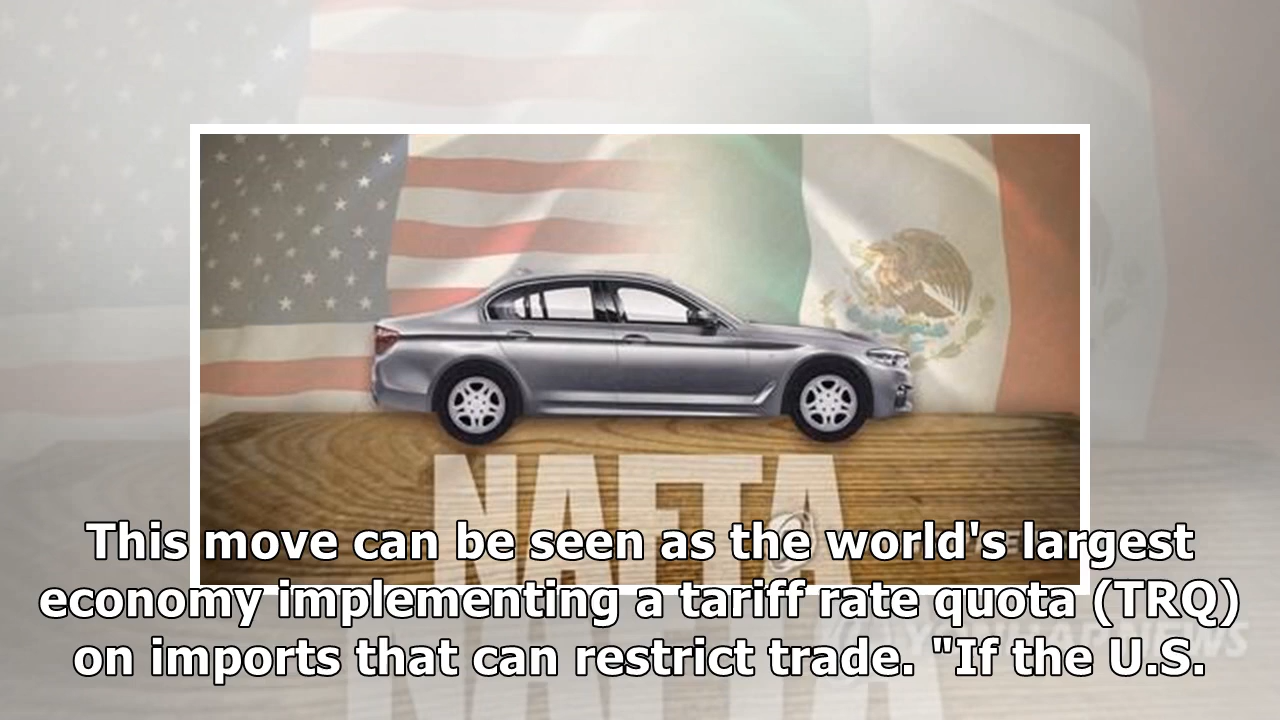 NAFTA
This move can be seen as the world's largest
economy implementing a tariff rate quota (TRQ)
on imports that can restrict trade. "If the U.S.
NAFTA